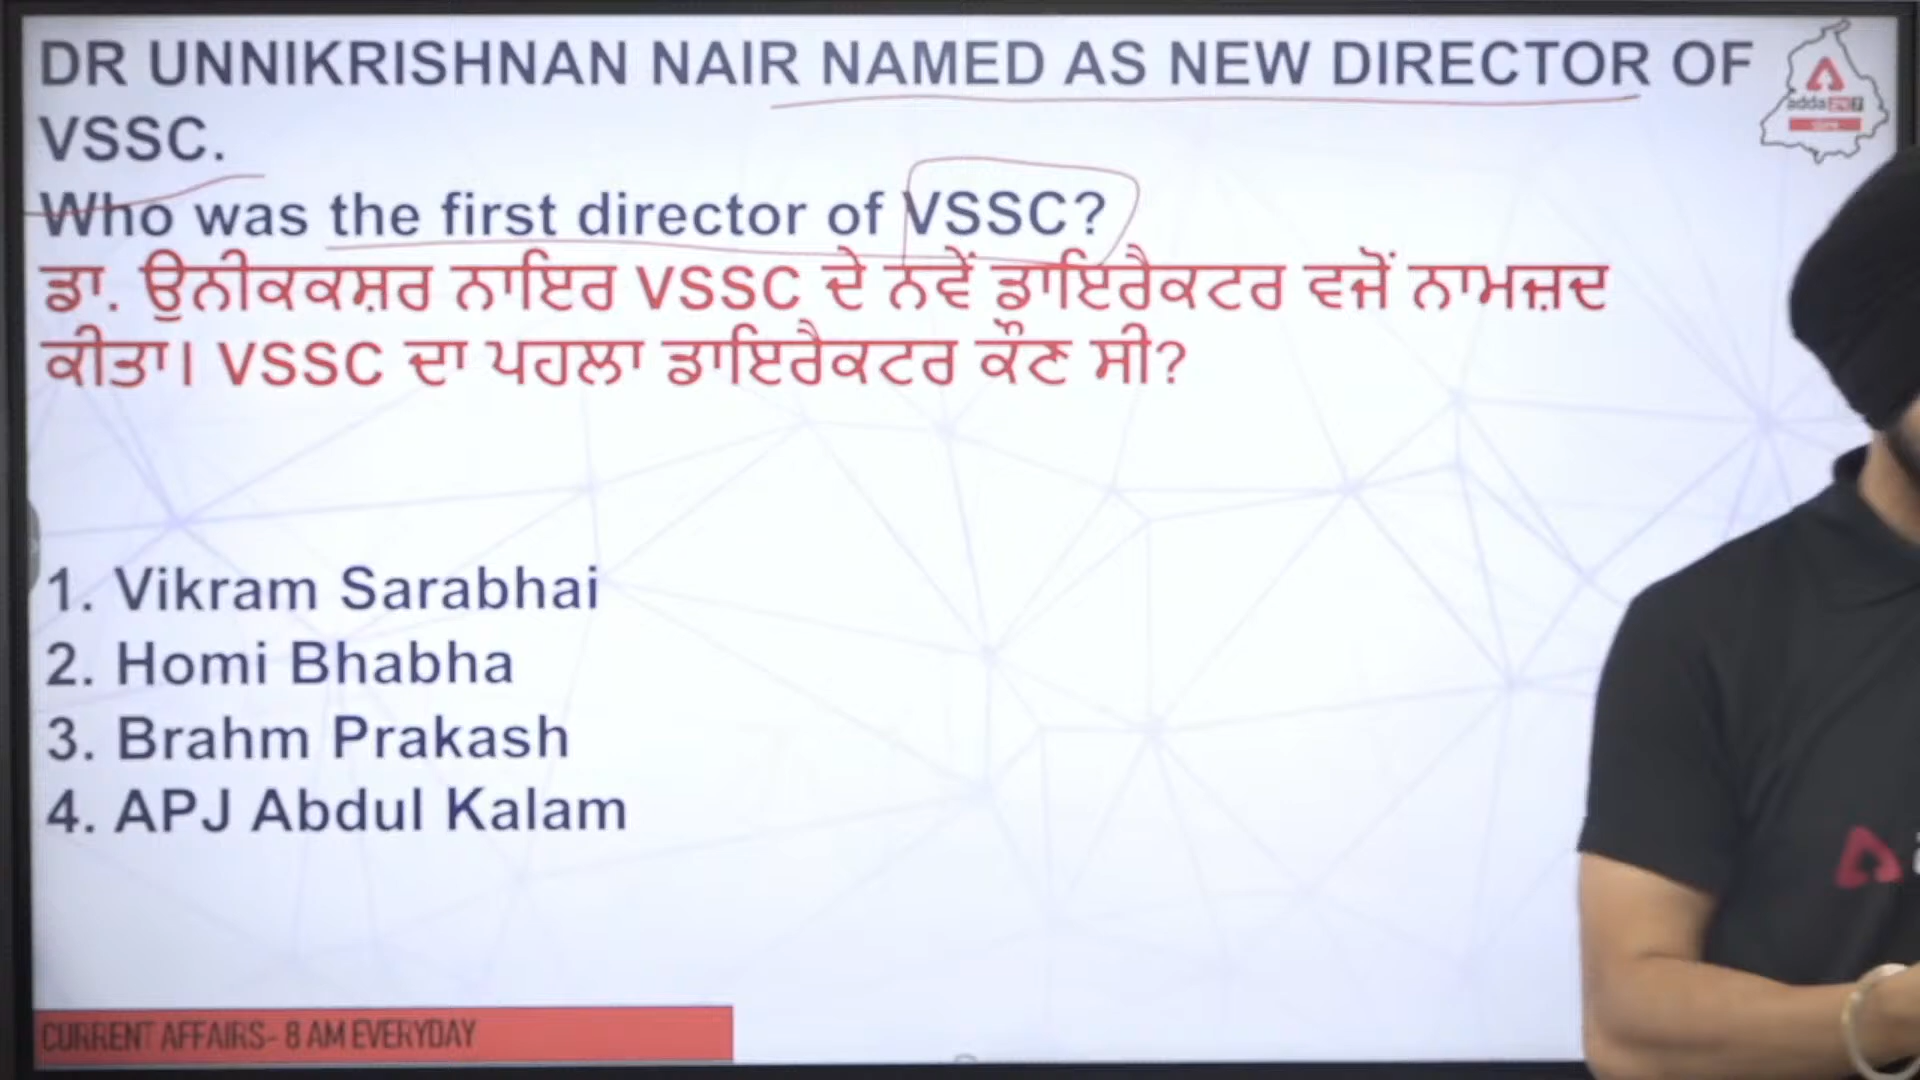 DR UNNIKRISHNAN NAIR NAMED AS NEW DIRECTOR OF
VSSC.
Who was the first director of VSSC?
ਡਾ. ਉਨੀਕਕਸ਼ਰ ਨਾਇਰ VSSC ਦੇ ਨਵੇਂ ਡਾਇਰੈਕਟਰ ਵਜੋਂ ਨਾਮਜ਼ਦ
ਕੀਤਾ। VSSC ਦਾ ਪਹਲਾ ਡਾਇਰੈਕਟਰ ਕੌਣ ਸੀ?
1. Vikram Sarabhai
2. Homi Bhabha
3. Brahm Prakash
4. APJ Abdul Kalam
CURRENT AFFAIRS- 8 AM EVERYDAY
adda247